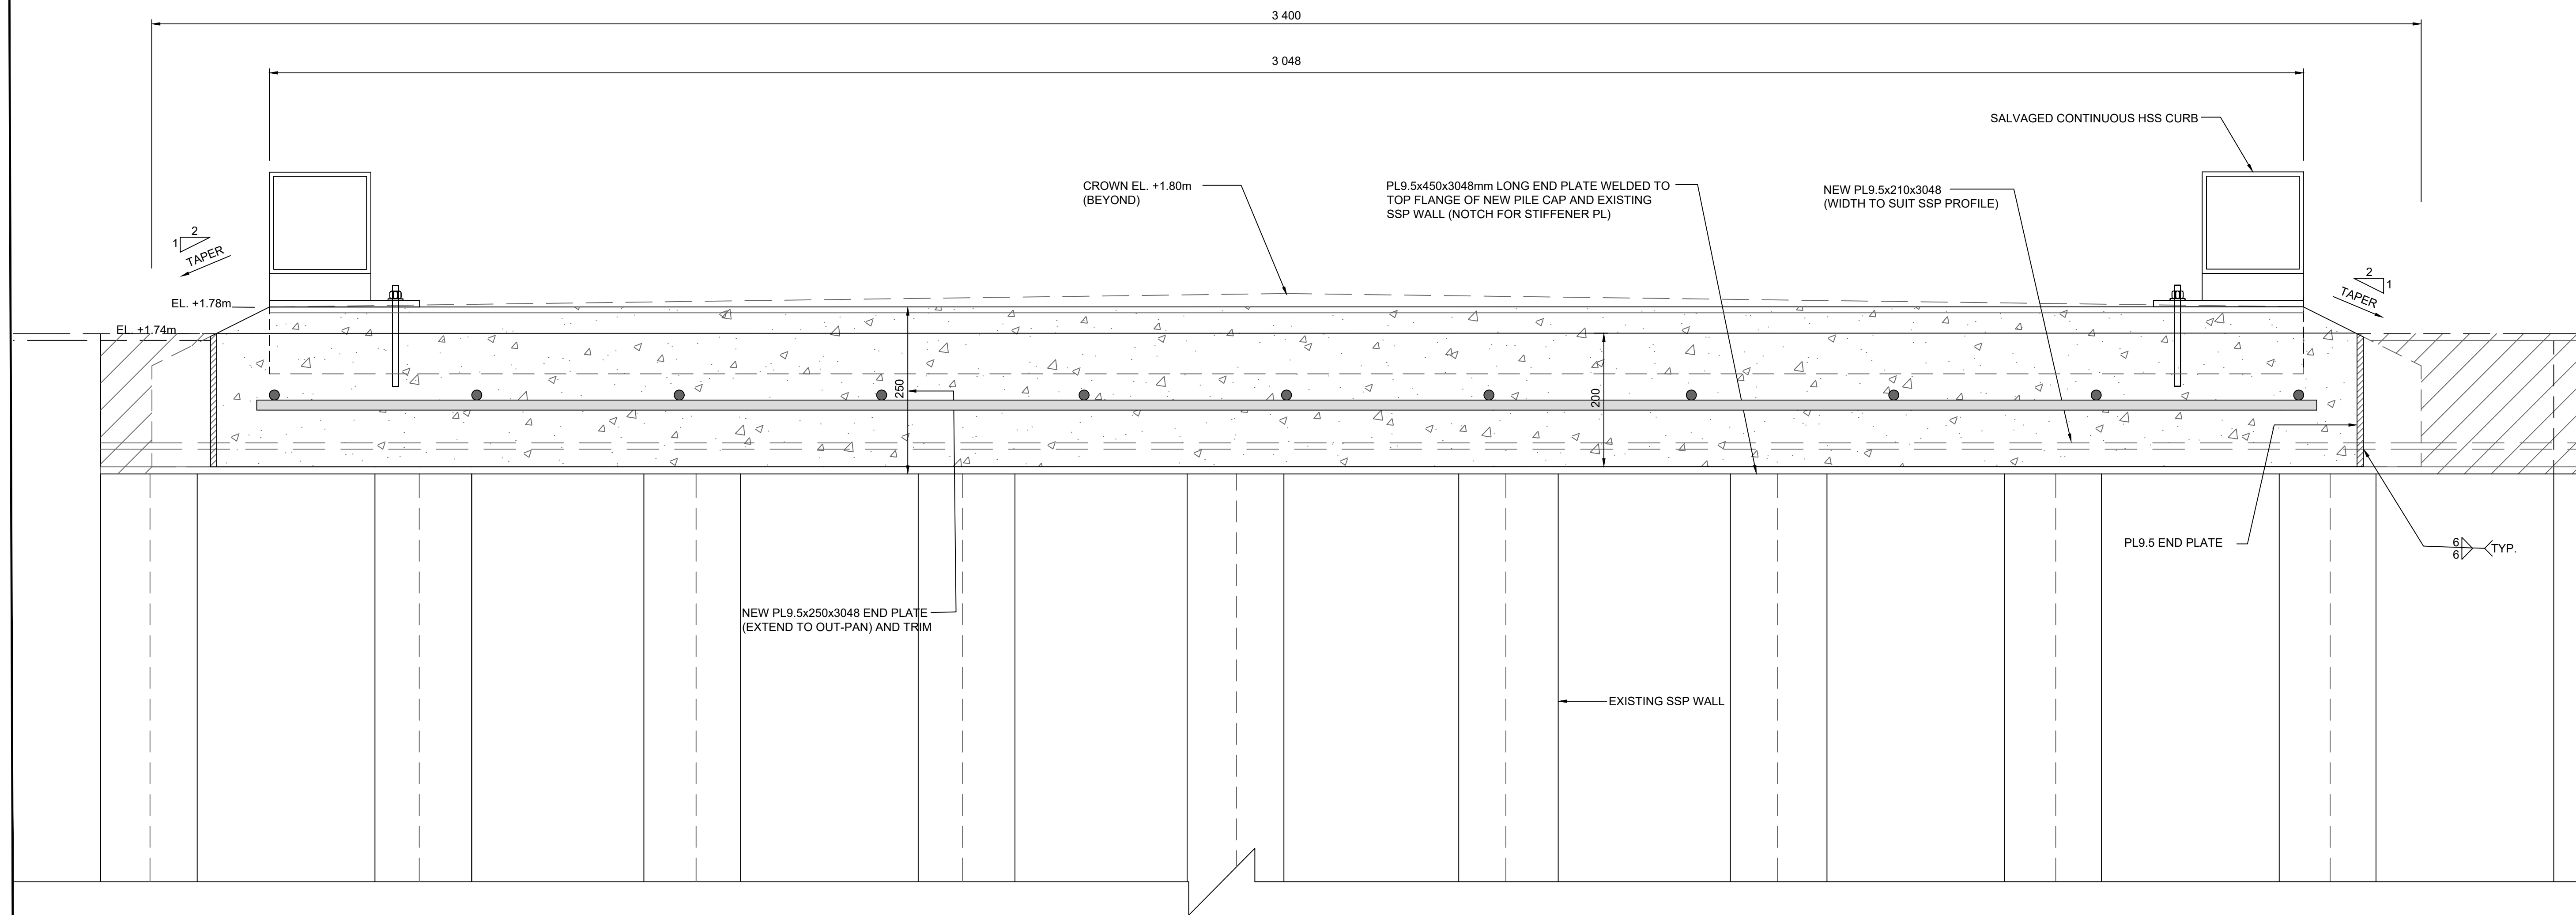 3 400
3 048
SALVAGED CONTINUOUS HSS CURB
CROWN EL. +1.80m
(BEYOND)
PL9.5x450x3048mm LONG END PLATE WELDED TO
TOP FLANGE OF NEW PILE CAP AND EXISTING
SSP WALL (NOTCH FOR STIFFENER PL)
NEW PL9.5x210x3048
(WIDTH TO SUIT SSP PROFILE)
2
1
TAPER
2
1
TAPER
EL. +1.78m
EL. +1.74m
250
200
PL9.5 END PLATE
6
6
TYP.
NEW PL9.5x250x3048 END PLATE
(EXTEND TO OUT-PAN) AND TRIM
EXISTING SSP WALL